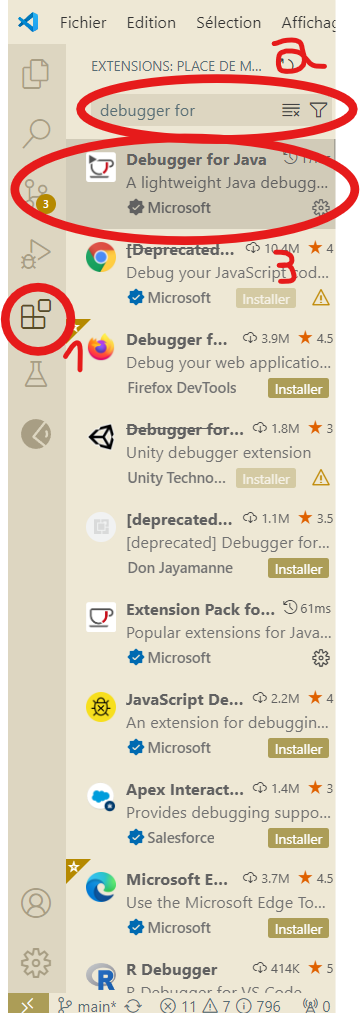 Fichier Edition Sélection Affichag
EXTENSIONS: PLACE DE M...
2
debugger for
Debugger for Java
A lightweight Java debugg...
Microsoft
3
[Deprecated... 10.4M 4
Debug your JavaScript cod...
Microsoft Installer
3
1
Debugger f... 3.9M 4.5
Debug your web applicatio...
Firefox DevTools Installer
Debugger for... 1.8M 3
Unity debugger extension
Unity Techno... Installer
[deprecated... 1.1M 3.5
[deprecated] Debugger for...
Don Jayamanne Installer
Extension Pack fo... 61ms
Popular extensions for Java...
Microsoft
JavaScript De... 2.2M 4
An extension for debuggin...
Microsoft Installer
Apex Interact... 1.4M 3
Provides debugging suppo...
Salesforce Installer
Microsoft E... 3.7M 4.5
Use the Microsoft Edge To...
Microsoft Installer
R Debugger 414K 5
R Debugger for VS Code
main* 11 7 796 0